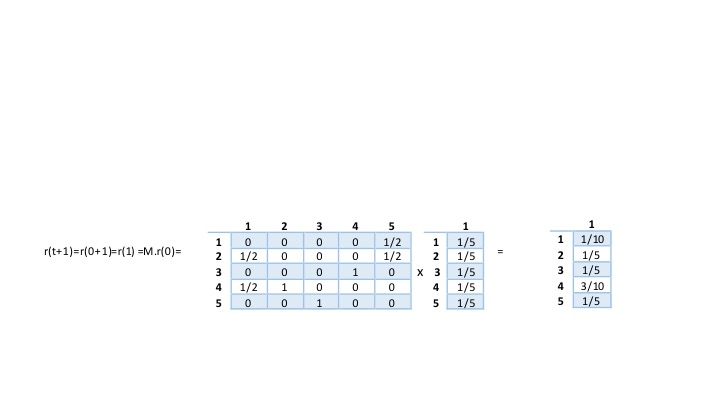 1 2 3 4 5 1 1
1 0 0 0 0 1/2 1 1/5 1 1/10
2 1/2 0 0 0 1/2 2 1/5 2 1/5
r(t+1)=r(0+1)=r(1) =M.r(0)= 3 0 0 0 1 0 X 3 1/5 = 3 1/5
4 1/2 1 0 0 0 4 1/5 4 3/10
5 0 0 1 0 0 5 1/5 5 1/5